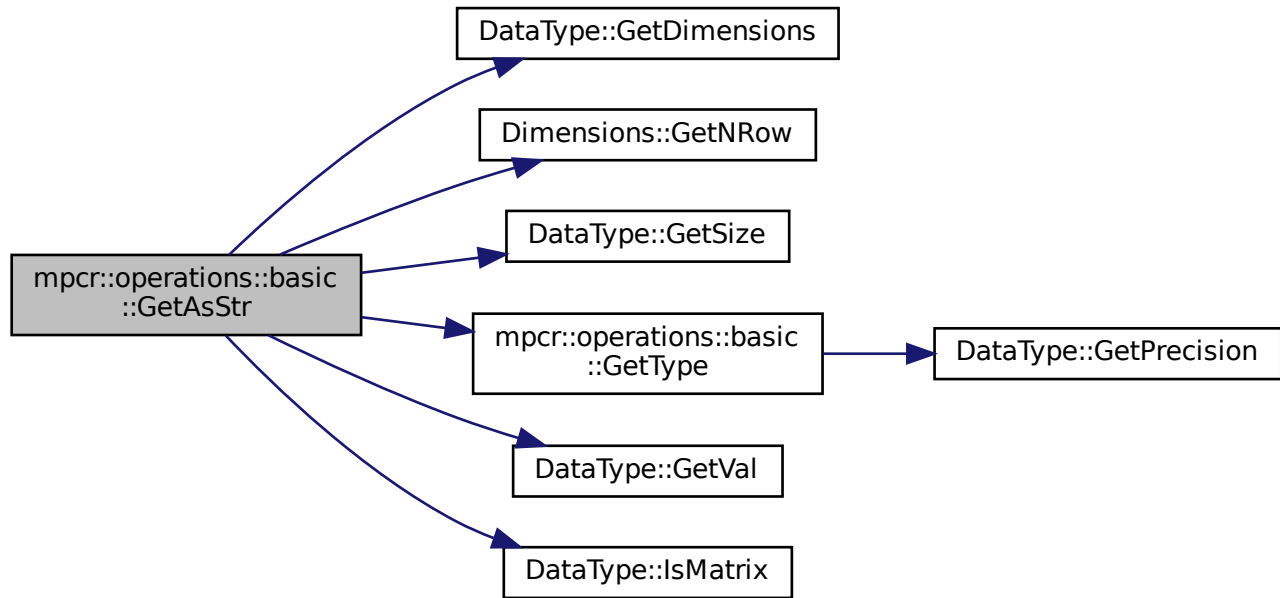 DataType::GetDimensions
Dimensions::GetNRow
DataType::GetSize
mpcr::operations::basic
::GetAsStr
mpcr::operations::basic
::GetType
DataType::GetPrecision
DataType::GetVal
DataType::IsMatrix